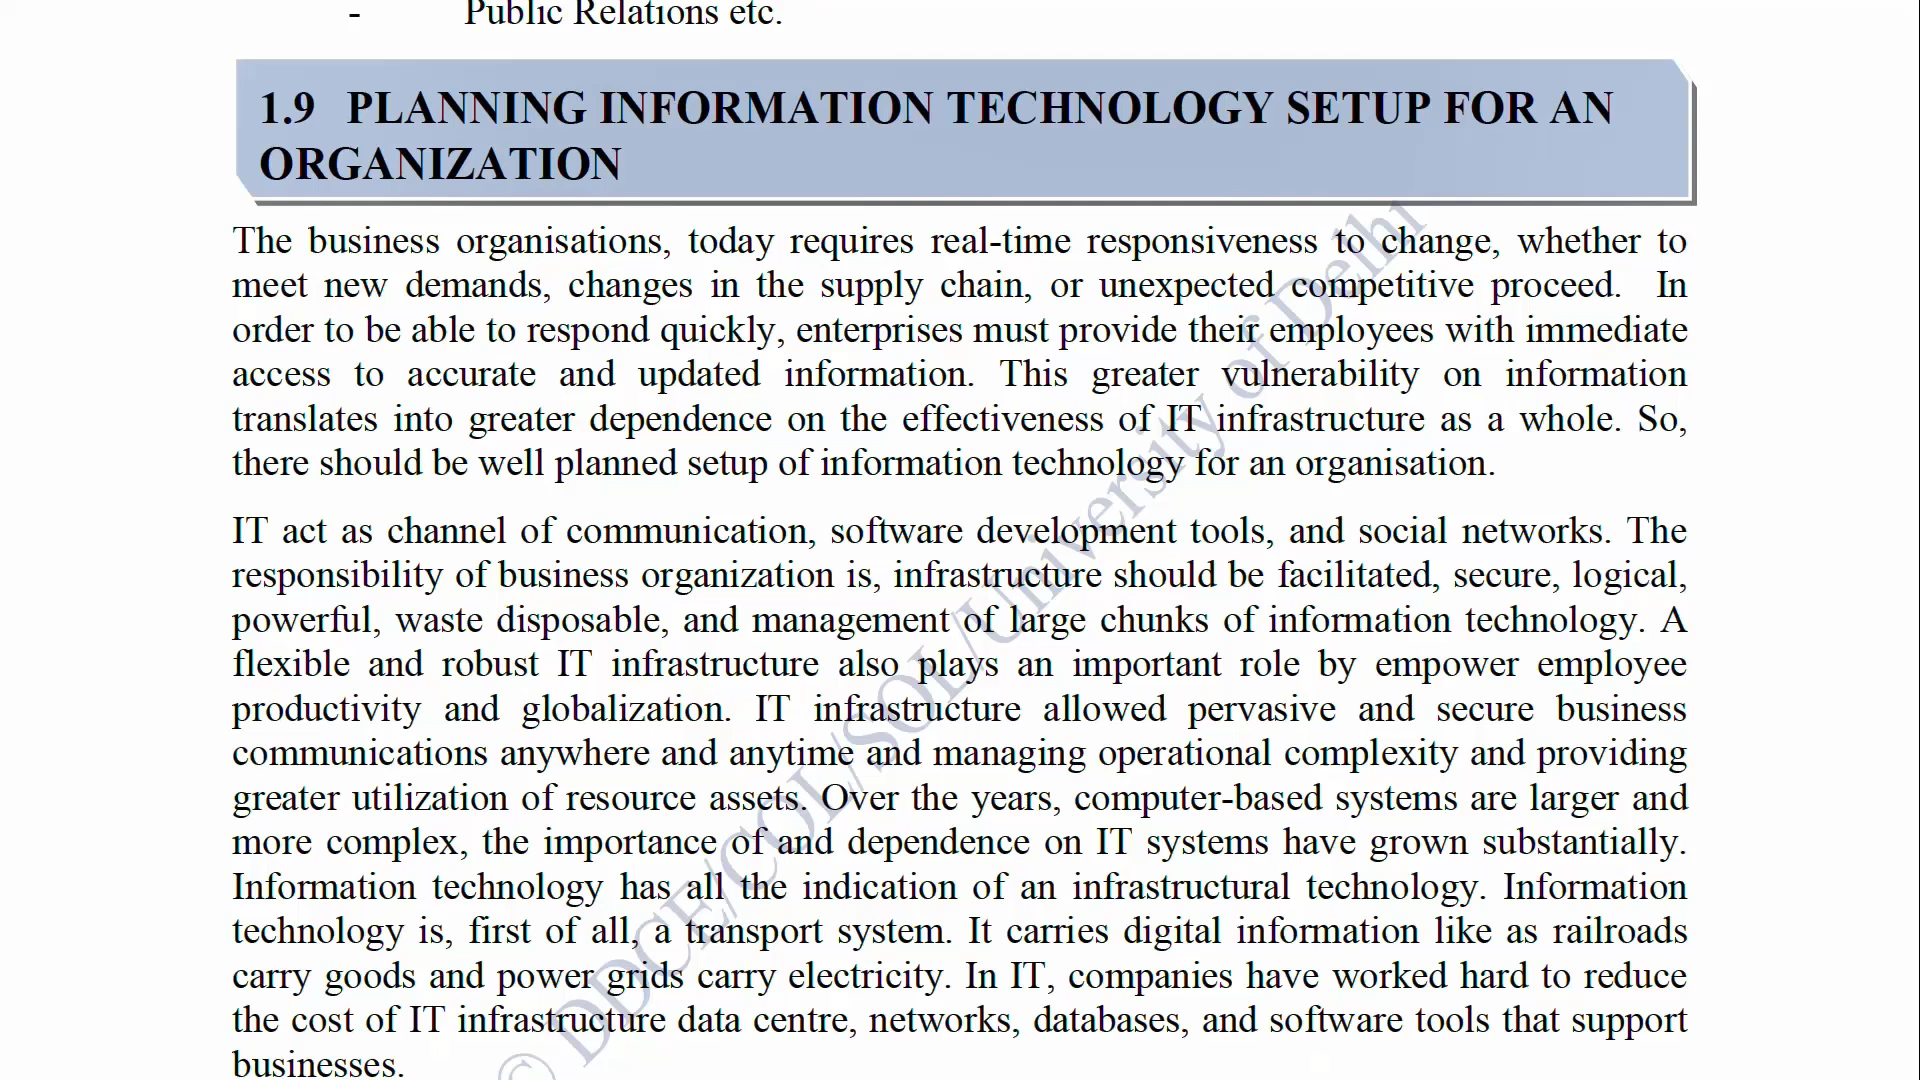 - Public Relations etc.
1.9 PLANNING INFORMATION TECHNOLOGY SETUP FOR AN
ORGANIZATION
The business organisations, today requires real-time responsiveness to change, whether to
meet new demands, changes in the supply chain, or unexpected competitive proceed. In
order to be able to respond quickly, enterprises must provide their employees with immediate
access to accurate and updated information. This greater vulnerability on information
translates into greater dependence on the effectiveness of IT infrastructure as a whole. So,
there should be well planned setup of information technology for an organisation.
IT act as channel of communication, software development tools, and social networks. The
responsibility of business organization is, infrastructure should be facilitated, secure, logical,
powerful, waste disposable, and management of large chunks of information technology. A
flexible and robust IT infrastructure also plays an important role by empower employee
productivity and globalization. IT infrastructure allowed pervasive and secure business
communications anywhere and anytime and managing operational complexity and providing
greater utilization of resource assets. Over the years, computer-based systems are larger and
more complex, the importance of and dependence on IT systems have grown substantially.
Information technology has all the indication of an infrastructural technology. Information
technology is, first of all, a transport system. It carries digital information like as railroads
carry goods and power grids carry electricity. In IT, companies have worked hard to reduce
the cost of IT infrastructure data centre, networks, databases, and software tools that support
businesses.
© DDCE/COL/SOL/University of Delhi